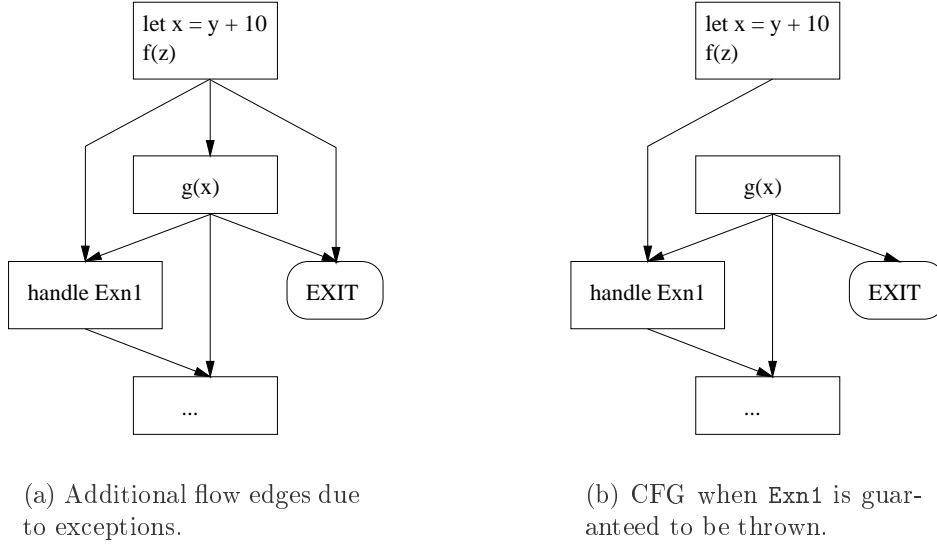 let x = y + 10
f(z)
g(x)
handle Exn1
EXIT
...
(a) Additional flow edges due
to exceptions.
let x = y + 10
f(z)
g(x)
handle Exn1
EXIT
...
(b) CFG when Exn1 is guar-
anteed to be thrown.